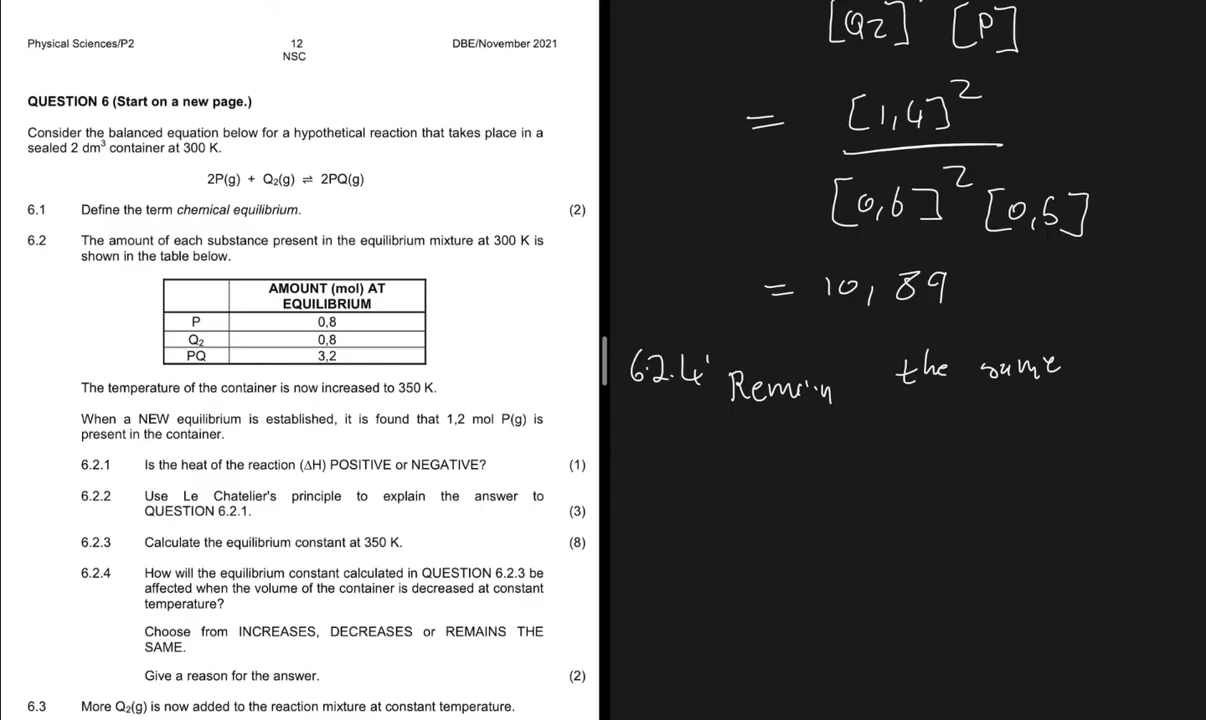 Physical Sciences/P2 12 DBE/November 2021
NSC
QUESTION 6 (Start on a new page.)
Consider the balanced equation below for a hypothetical reaction that takes place in a
sealed 2 dm³ container at 300 K.
2P(g) + Q₂(g) ⇌ 2PQ(g)
6.1 Define the term chemical equilibrium. (2)
6.2 The amount of each substance present in the equilibrium mixture at 300 K is
shown in the table below.
AMOUNT (mol) AT
EQUILIBRIUM
P 0,8
Q₂ 0,8
PQ 3,2
The temperature of the container is now increased to 350 K.
When a NEW equilibrium is established, it is found that 1,2 mol P(g) is
present in the container.
6.2.1 Is the heat of the reaction (ΔH) POSITIVE or NEGATIVE? (1)
6.2.2 Use Le Chatelier's principle to explain the answer to
QUESTION 6.2.1. (3)
6.2.3 Calculate the equilibrium constant at 350 K. (8)
6.2.4 How will the equilibrium constant calculated in QUESTION 6.2.3 be
affected when the volume of the container is decreased at constant
temperature?
Choose from INCREASES, DECREASES or REMAINS THE
SAME.
Give a reason for the answer. (2)
6.3 More Q₂(g) is now added to the reaction mixture at constant temperature.
[Q2] [P]
= [1,4]²
[0,6]² [0,5]
= 10,89
6.2.4 Remain the same